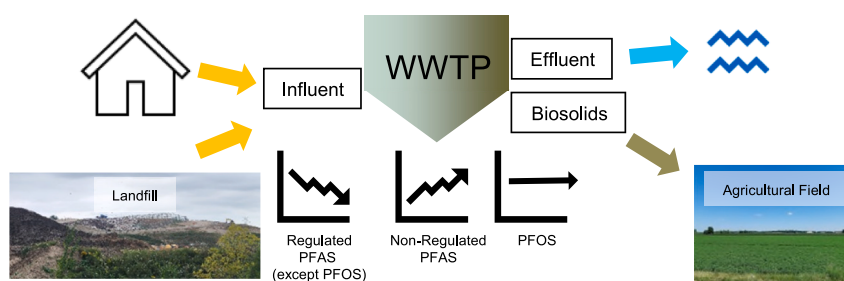 WWTP
Influent
Effluent
Biosolids
Landfill
Agricultural Field
Regulated
PFAS
(except PFOS)
Non-Regulated
PFAS
PFOS